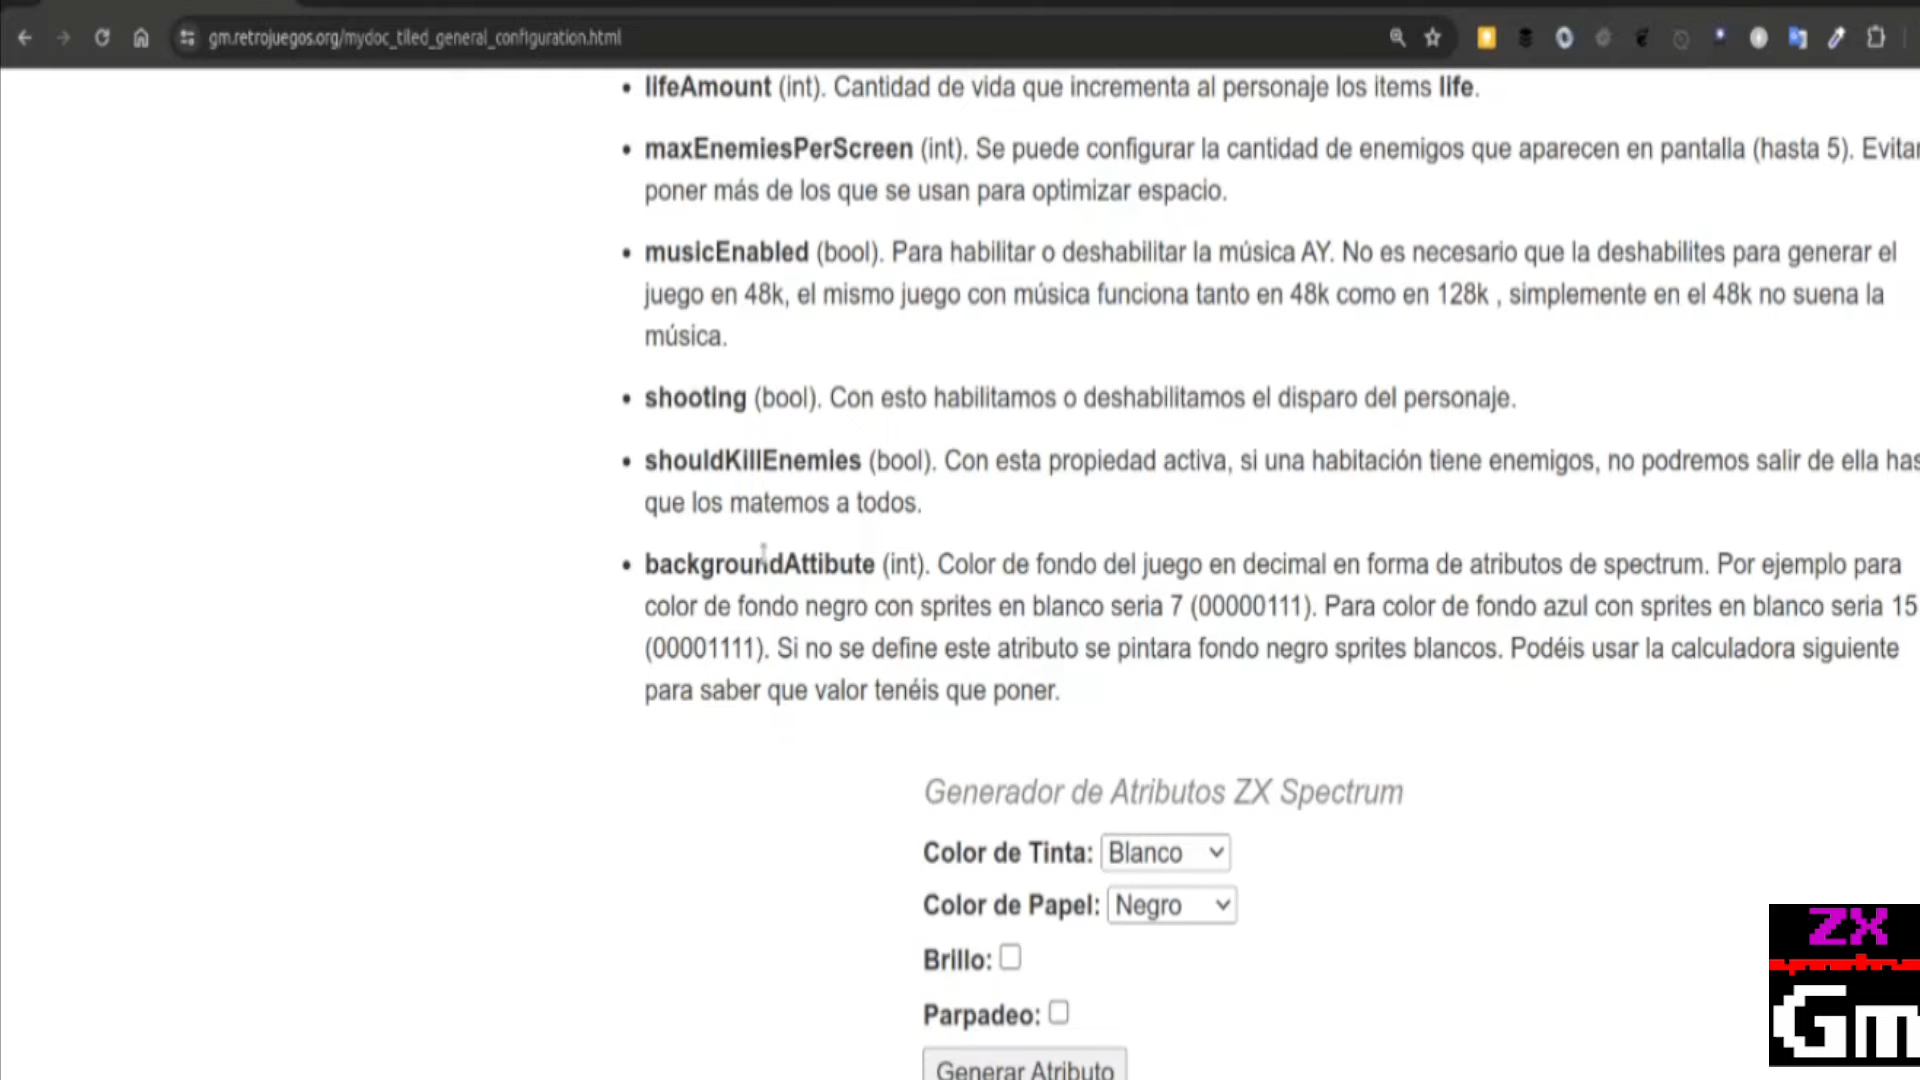 gm.retrojuegos.org/mydoc_tiled_general_configuration.html
• lifeAmount (int). Cantidad de vida que incrementa al personaje los items life.
• maxEnemiesPerScreen (int). Se puede configurar la cantidad de enemigos que aparecen en pantalla (hasta 5). Evitar
poner más de los que se usan para optimizar espacio.
• musicEnabled (bool). Para habilitar o deshabilitar la música AY. No es necesario que la deshabilites para generar el
juego en 48k, el mismo juego con música funciona tanto en 48k como en 128k , simplemente en el 48k no suena la
música.
• shooting (bool). Con esto habilitamos o deshabilitamos el disparo del personaje.
• shouldKillEnemies (bool). Con esta propiedad activa, si una habitación tiene enemigos, no podremos salir de ella has
que los matemos a todos.
• backgroundAttibute (int). Color de fondo del juego en decimal en forma de atributos de spectrum. Por ejemplo para
color de fondo negro con sprites en blanco seria 7 (00000111). Para color de fondo azul con sprites en blanco seria 15
(00001111). Si no se define este atributo se pintara fondo negro sprites blancos. Podéis usar la calculadora siguiente
para saber que valor tenéis que poner.
Generador de Atributos ZX Spectrum
Color de Tinta: Blanco
Color de Papel: Negro
Brillo:
Parpadeo:
Generar Atributo
ZX
Gm